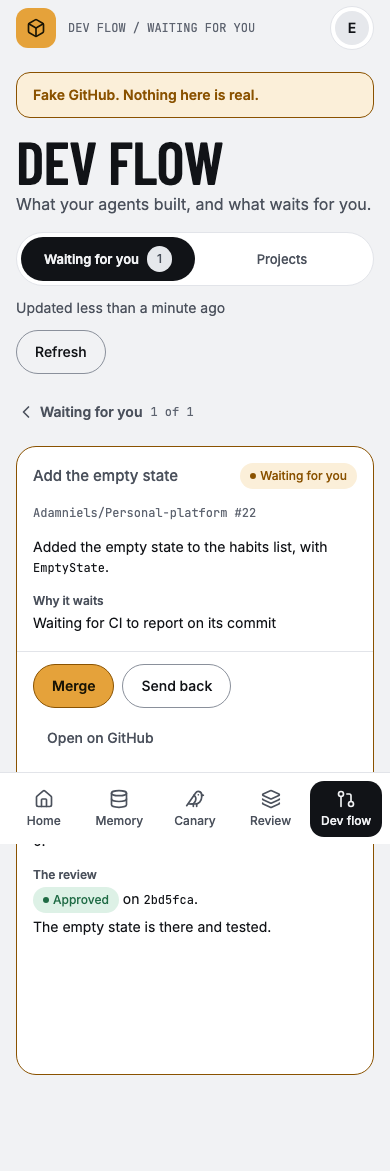 DEV FLOW / WAITING FOR YOU
E
Fake GitHub. Nothing here is real.
DEV FLOW
What your agents built, and what waits for you.
Waiting for you 1
Projects
Updated less than a minute ago
Refresh
Waiting for you 1 of 1
Add the empty state
Waiting for you
Adamniels/Personal-platform #22
Added the empty state to the habits list, with
EmptyState.
Why it waits
Waiting for CI to report on its commit
Merge
Send back
Open on GitHub
Home
Memory
Canary
Review
Dev flow
The review
Approved on 2bd5fca.
The empty state is there and tested.